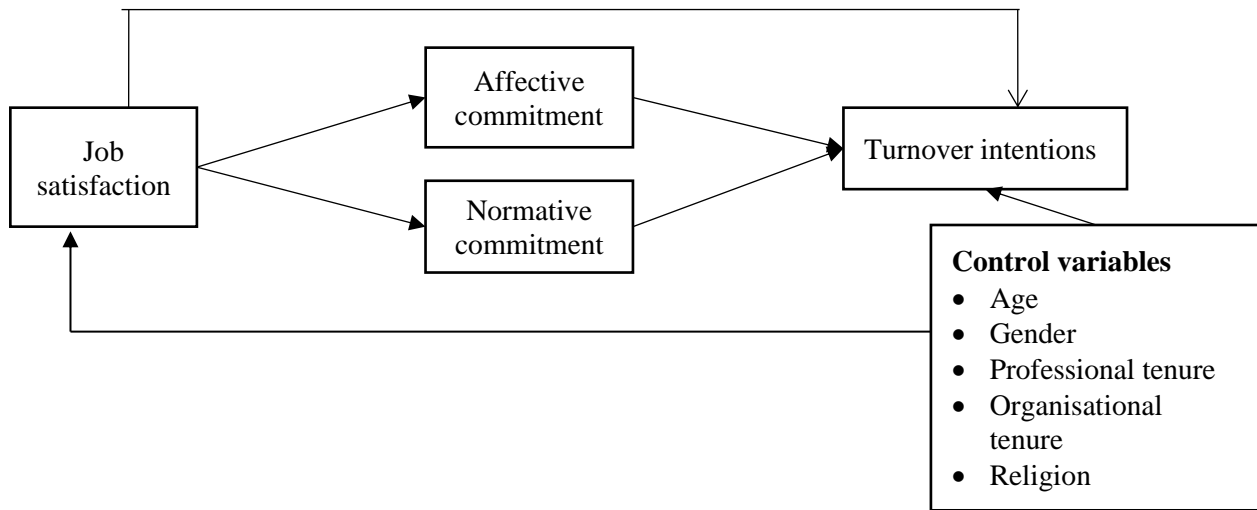 Affective
commitment
Job
satisfaction
Turnover intentions
Normative
commitment
Control variables
• Age
• Gender
• Professional tenure
• Organisational
tenure
• Religion